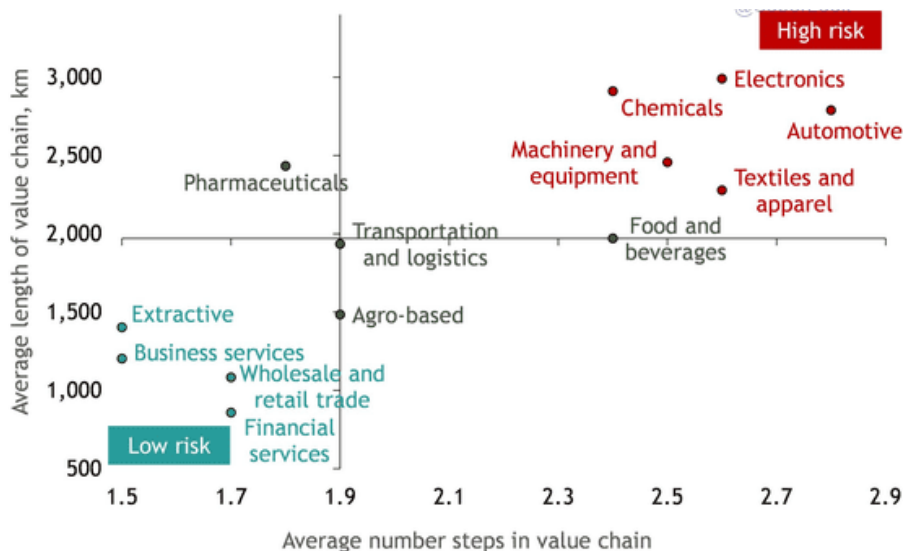 High risk
Average length of value chain, km
3,000
2,500
2,000
1,500
1,000
500
Electronics
Chemicals
Automotive
Machinery and
equipment
Textiles and
apparel
Pharmaceuticals
Transportation
and logistics
Food and
beverages
Agro-based
Extractive
Business services
Wholesale and
retail trade
Financial
services
Low risk
1.5 1.7 1.9 2.1 2.3 2.5 2.7 2.9
Average number steps in value chain